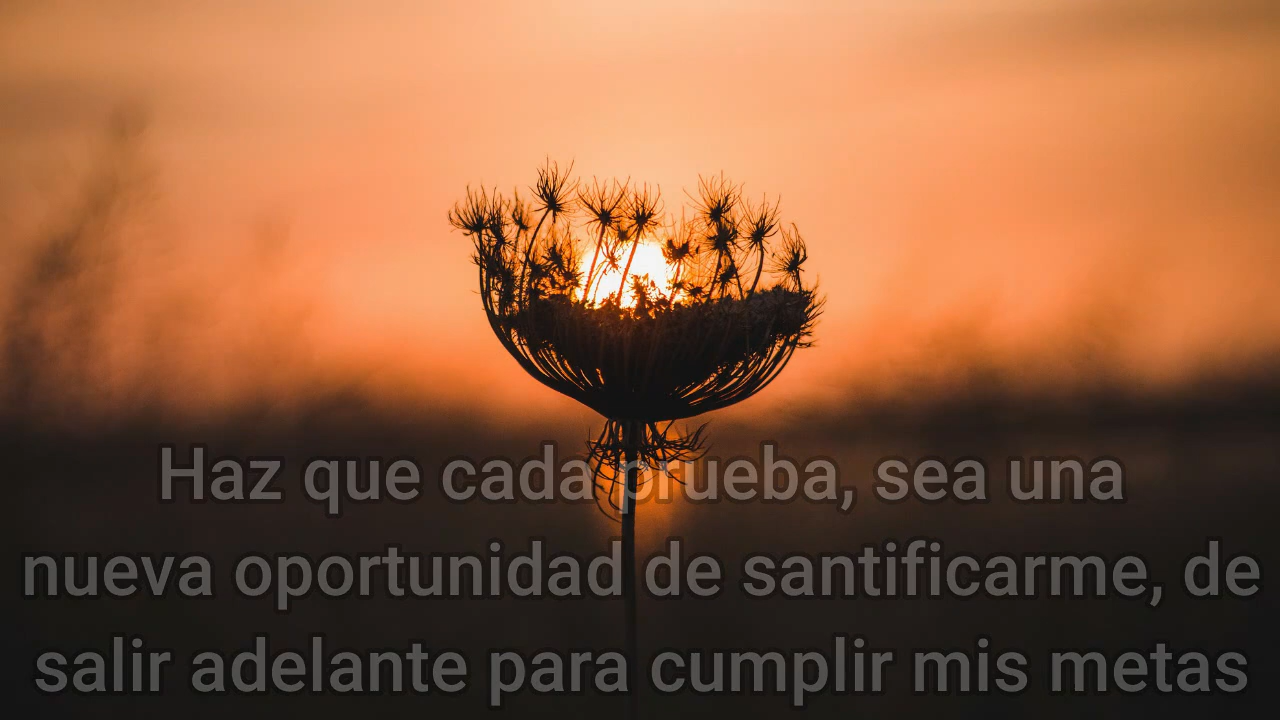 Haz que cada prueba, sea una
nueva oportunidad de santificarme, de
salir adelante para cumplir mis metas